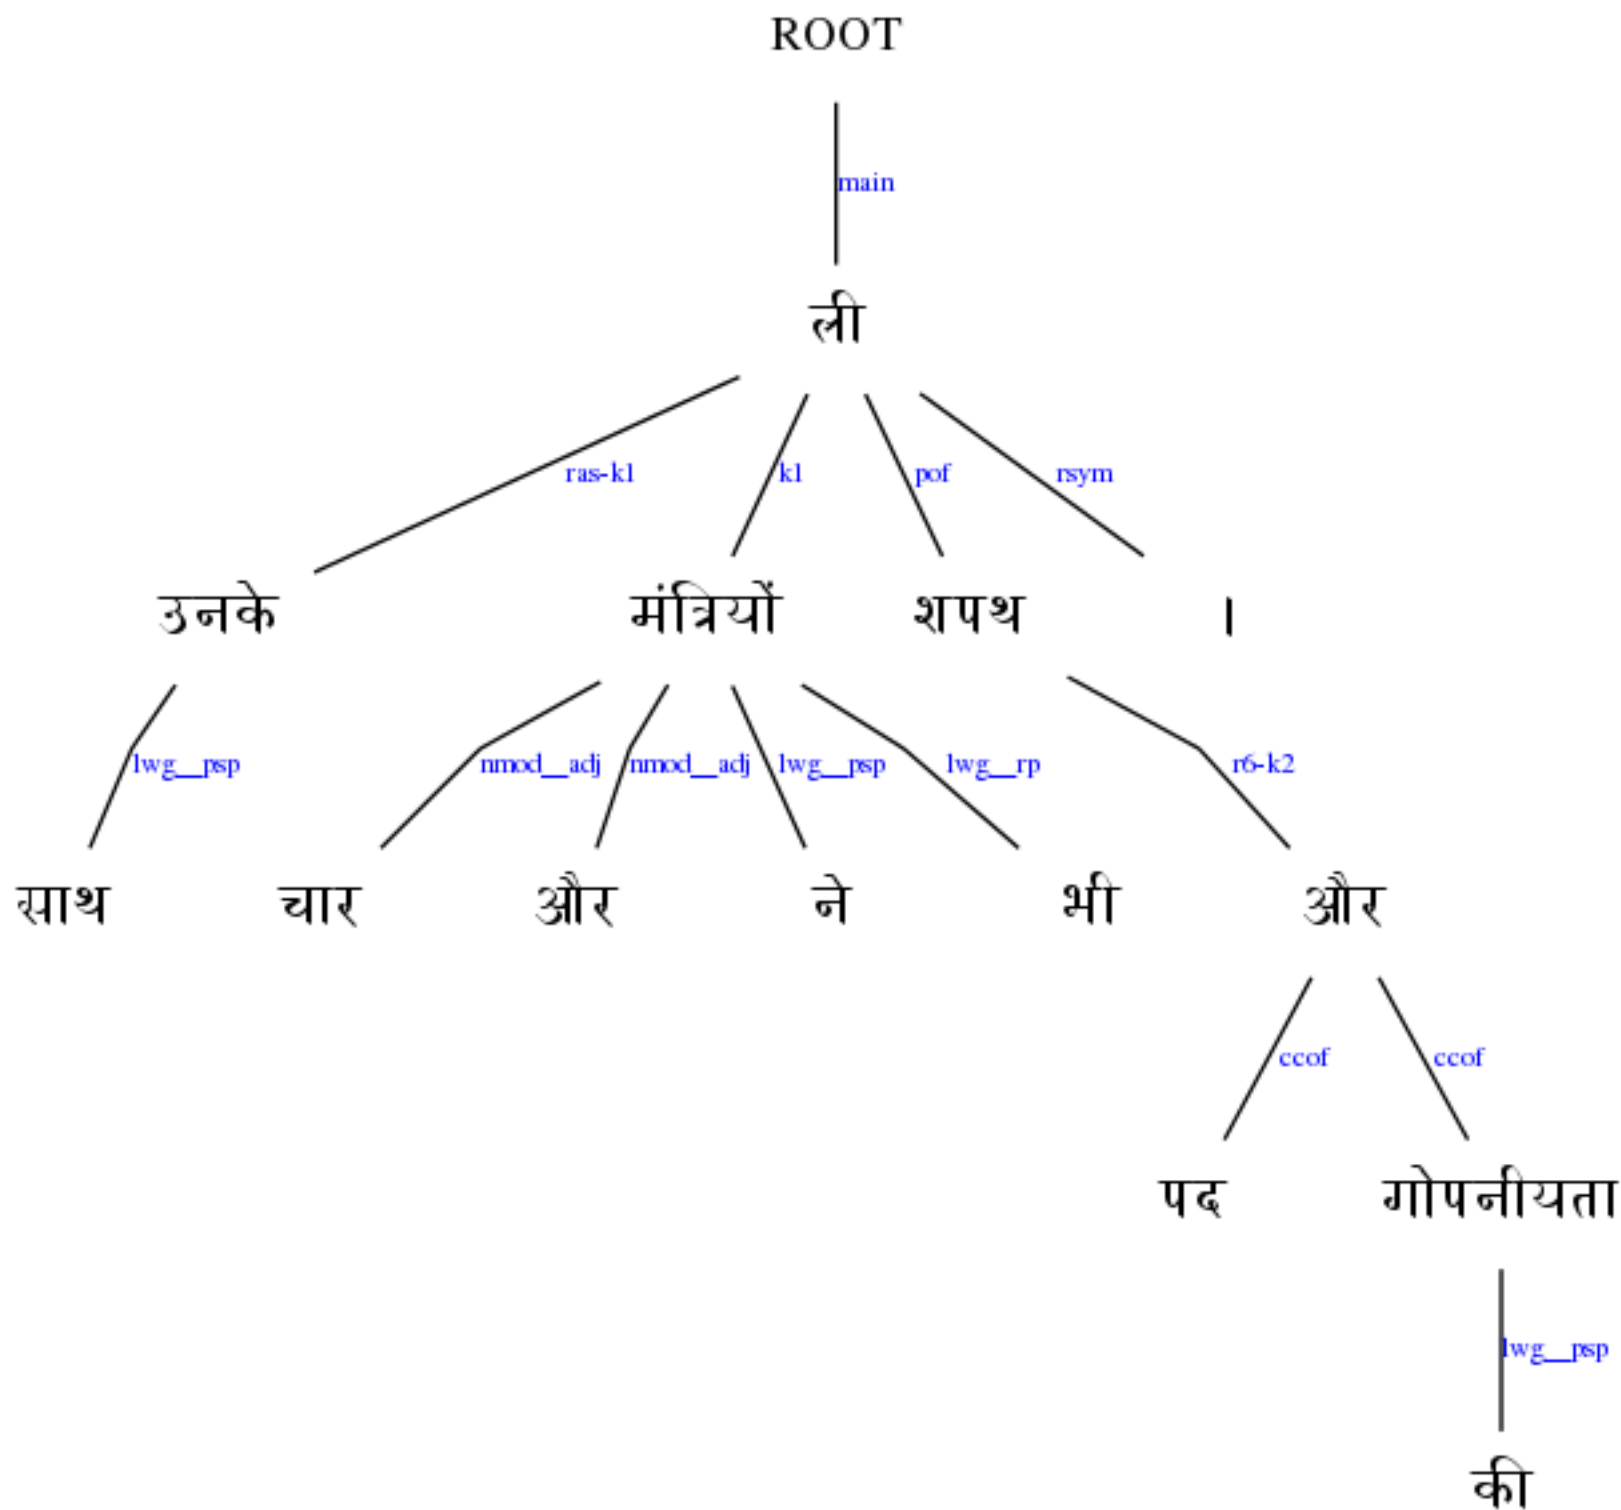 ROOT
main
ली
ras-k1 k1 pof rsym
उनके मंत्रियों शपथ ।
lwg__psp nmod__adj nmod__adj lwg__psp lwg__rp r6-k2
साथ चार और ने भी और
ccof ccof
पद गोपनीयता
lwg__psp
की